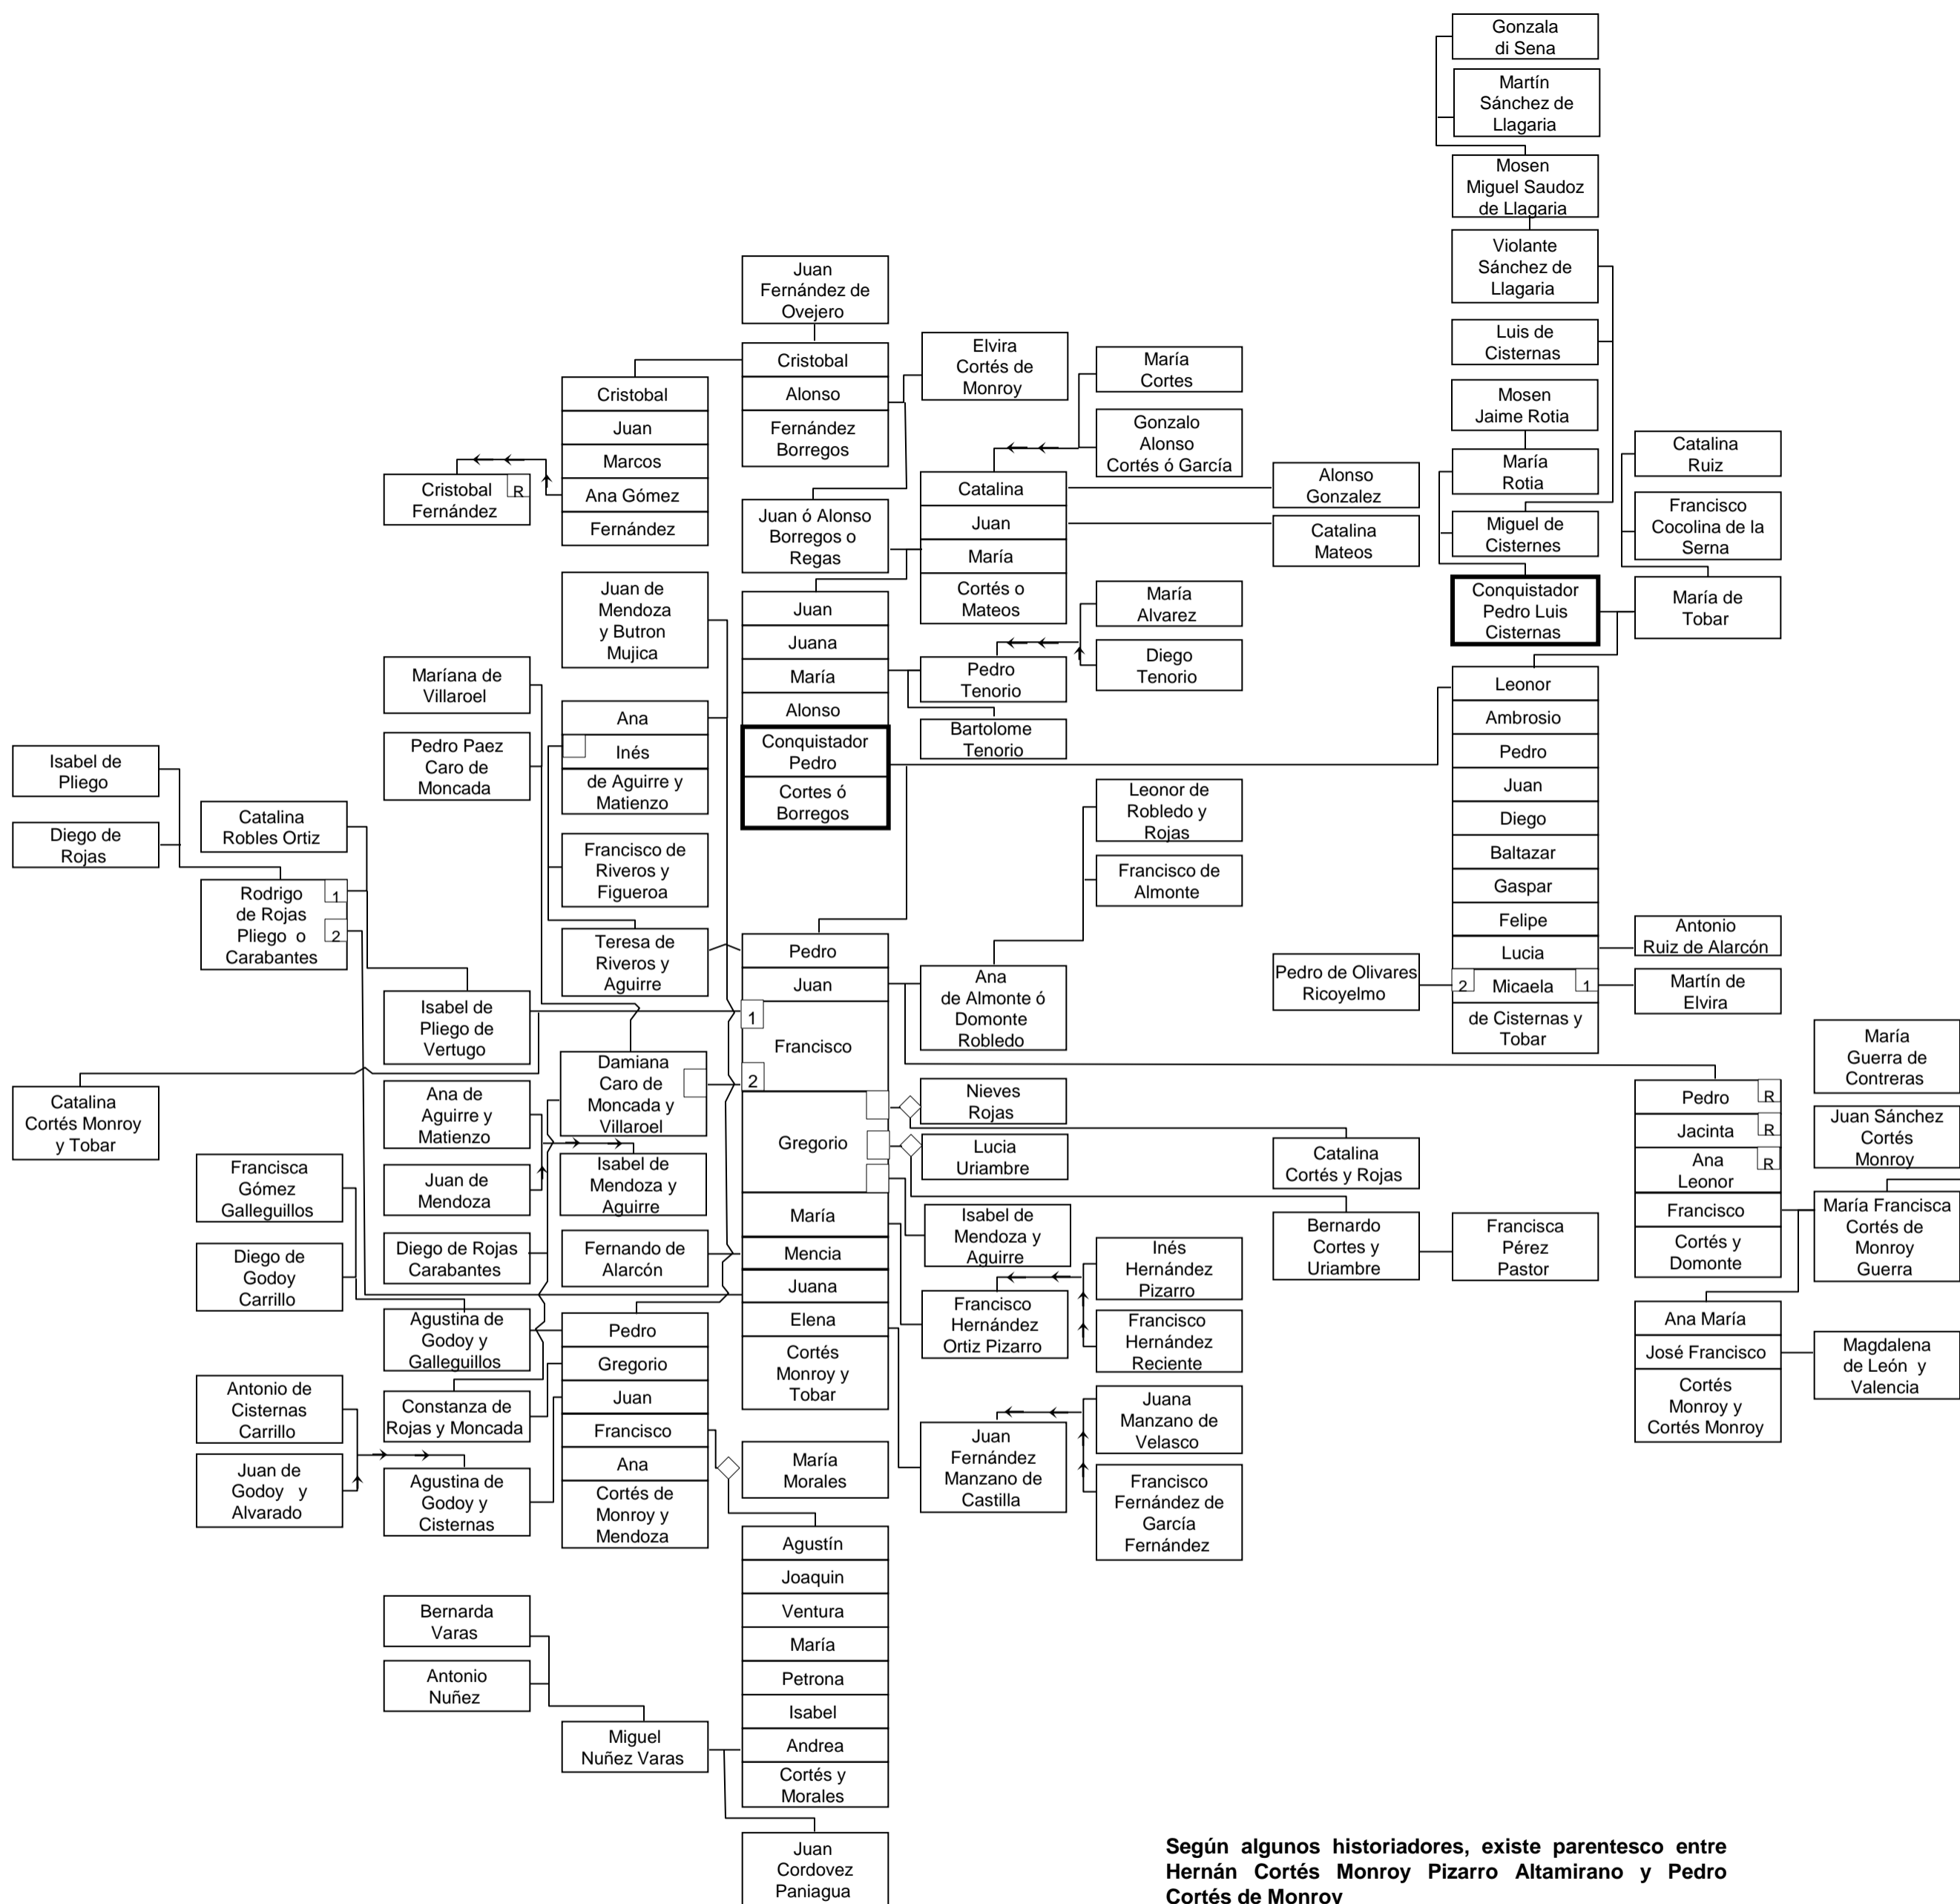 Gonzala
di Sena
Martín
Sánchez de
Llagaria
Mosen
Miguel Saudoz
de Llagaria
Violante
Sánchez de
Llagaria
Luis de
Cisternas
Mosen
Jaime Rotia
María
Rotia
Miguel de
Cisternes
Catalina
Ruiz
Francisco
Cocolina de la
Serna
Conquistador
Pedro Luis
Cisternas
María de
Tobar
Juan
Fernández de
Ovejero
Cristobal
Alonso
Fernández
Borregos
Elvira
Cortés de
Monroy
María
Cortes
Gonzalo
Alonso
Cortés ó García
Cristobal
Juan
Marcos
Ana Gómez
Fernández
Cristobal
Fernández
R
Juan ó Alonso
Borregos o
Regas
Catalina
Juan
María
Cortés o
Mateos
Alonso
Gonzalez
Catalina
Mateos
Juan de
Mendoza
y Butron
Mujica
Juan
Juana
María
Alonso
Conquistador
Pedro
Cortes ó
Borregos
María
Alvarez
Diego
Tenorio
Pedro
Tenorio
Bartolome
Tenorio
Maríana de
Villaroel
Pedro Paez
Caro de
Moncada
Ana
Inés
de Aguirre y
Matienzo
Francisco de
Riveros y
Figueroa
Teresa de
Riveros y
Aguirre
Isabel de
Pliego
Diego de
Rojas
Catalina
Robles Ortiz
Rodrigo
de Rojas
Pliego o
Carabantes
1
2
Leonor de
Robledo y
Rojas
Francisco de
Almonte
Leonor
Ambrosio
Pedro
Juan
Diego
Baltazar
Gaspar
Felipe
Lucia
2
Micaela
1
de Cisternas y
Tobar
Antonio
Ruiz de Alarcón
Martín de
Elvira
Pedro de Olivares
Ricoyelmo
Isabel de
Pliego de
Vertugo
Pedro
Juan
1
Francisco
2
Gregorio
María
Mencia
Juana
Elena
Cortés
Monroy y
Tobar
Ana
de Almonte ó
Domonte
Robledo
Catalina
Cortés Monroy
y Tobar
Ana de
Aguirre y
Matienzo
Juan de
Mendoza
Damiana
Caro de
Moncada y
Villaroel
Isabel de
Mendoza y
Aguirre
Nieves
Rojas
Lucia
Uriambre
Catalina
Cortés y Rojas
Isabel de
Mendoza y
Aguirre
Bernardo
Cortes y
Uriambre
Francisca
Pérez
Pastor
María
Guerra de
Contreras
Juan Sánchez
Cortés
Monroy
Pedro
R
Jacinta
R
Ana
Leonor
R
Francisco
Cortés y
Domonte
María Francisca
Cortés de
Monroy
Guerra
Ana María
José Francisco
Cortés
Monroy y
Cortés Monroy
Magdalena
de León y
Valencia
Francisca
Gómez
Galleguillos
Diego de
Godoy
Carrillo
Diego de Rojas
Carabantes
Fernando de
Alarcón
Agustina de
Godoy y
Galleguillos
Constanza de
Rojas y Moncada
Antonio de
Cisternas
Carrillo
Juan de
Godoy y
Alvarado
Agustina de
Godoy y
Cisternas
Pedro
Gregorio
Juan
Francisco
Ana
Cortés de
Monroy y
Mendoza
Francisco
Hernández
Ortiz Pizarro
Inés
Hernández
Pizarro
Francisco
Hernández
Reciente
Juan
Fernández
Manzano de
Castilla
Juana
Manzano de
Velasco
Francisco
Fernández de
García
Fernández
María
Morales
Agustín
Joaquin
Ventura
María
Petrona
Isabel
Andrea
Cortés y
Morales
Bernarda
Varas
Antonio
Nuñez
Miguel
Nuñez Varas
Juan
Cordovez
Paniagua
Según algunos historiadores, existe parentesco entre
Hernán Cortés Monroy Pizarro Altamirano y Pedro
Cortés de Monroy